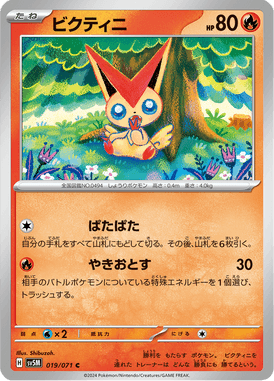 たね
ビクティニ
HP 80
全国図鑑NO.0494 しょうりポケモン 高さ：0.4m 重さ：4.0kg
ばたばた
自分の手札をすべて山札にもどして切る。その後、山札を6枚引く。
やきおとす 30
相手のバトルポケモンについている特殊エネルギーを1個選び、トラッシュする。
弱点 ×2 抵抗力 にげる
Illus. Shibuzoh.
H SV5M 019/071 C
勝利を もたらす ポケモン。 ビクティニを
連れた トレーナーは どんな 勝負にも 勝てるという。
©2024 Pokémon/Nintendo/Creatures/GAME FREAK.